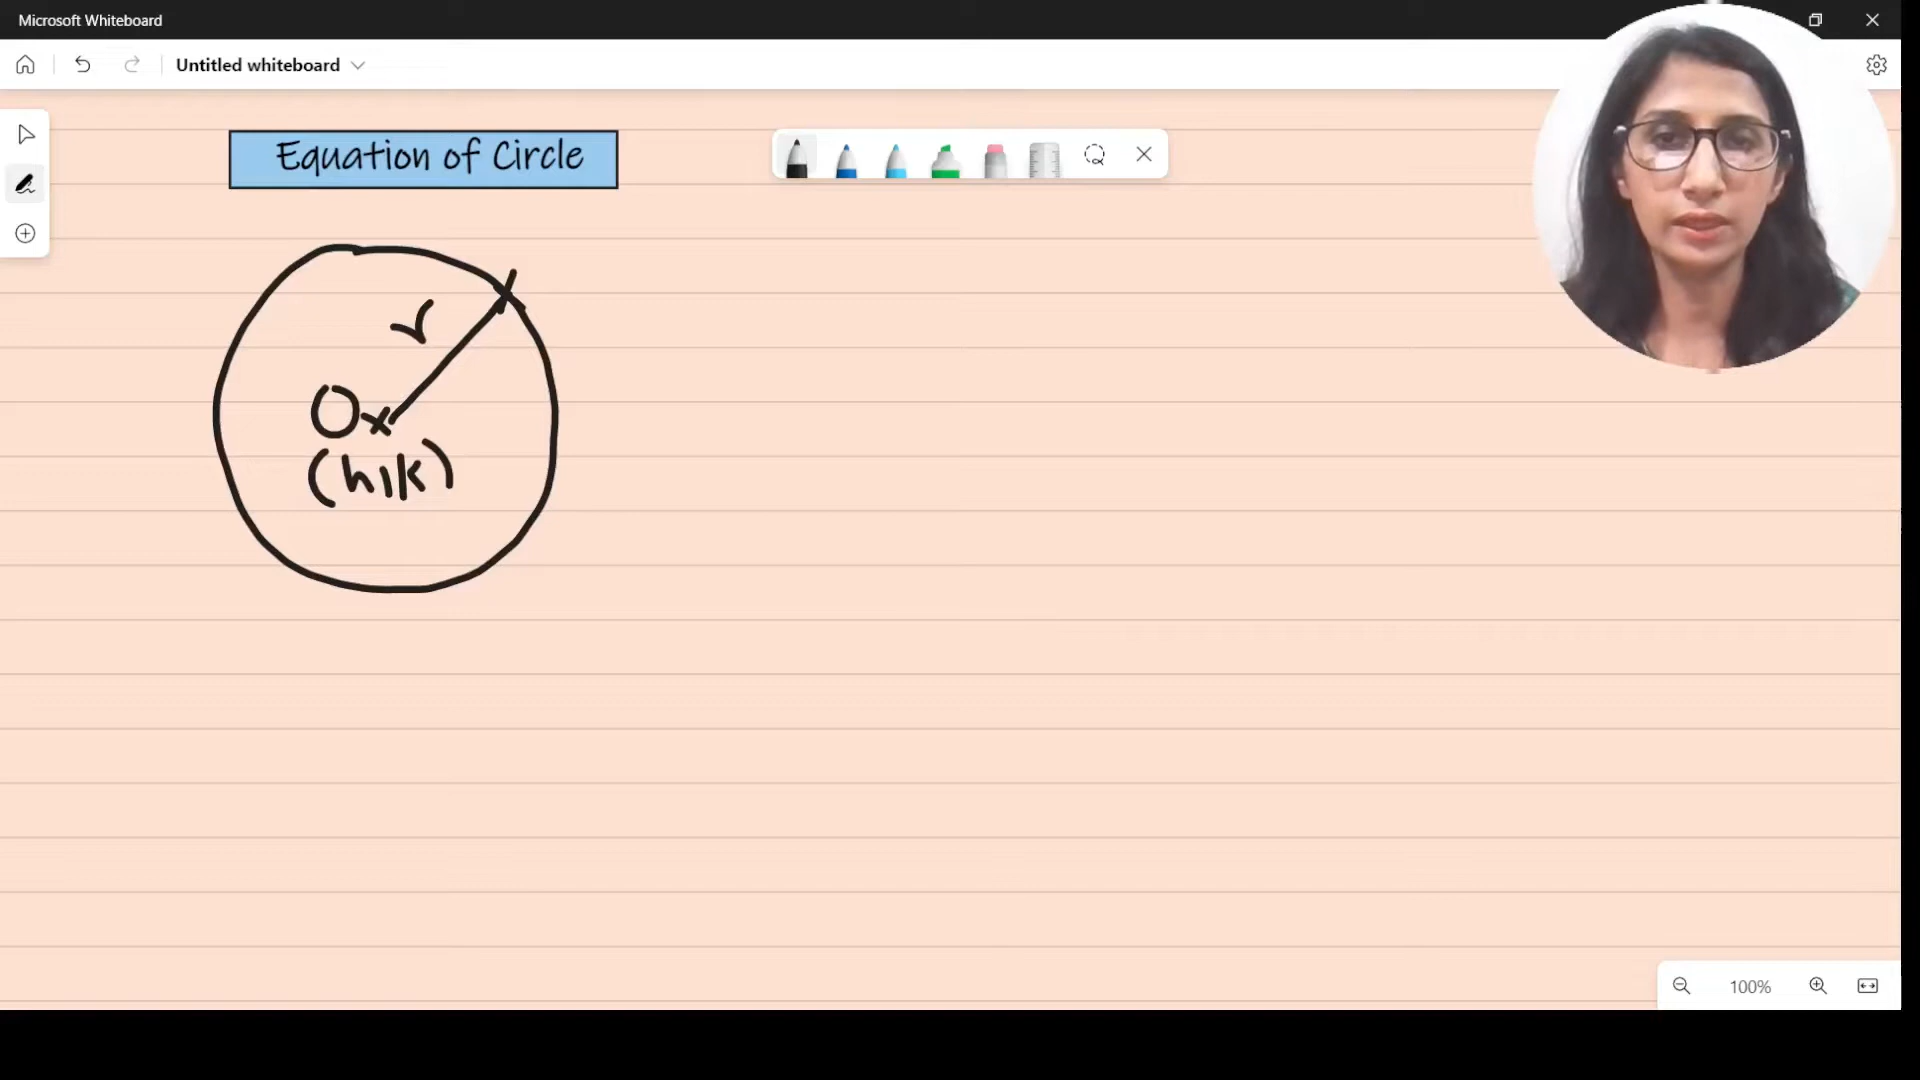 Microsoft Whiteboard
Untitled whiteboard
Equation of Circle
r
O
(h,k)
100%